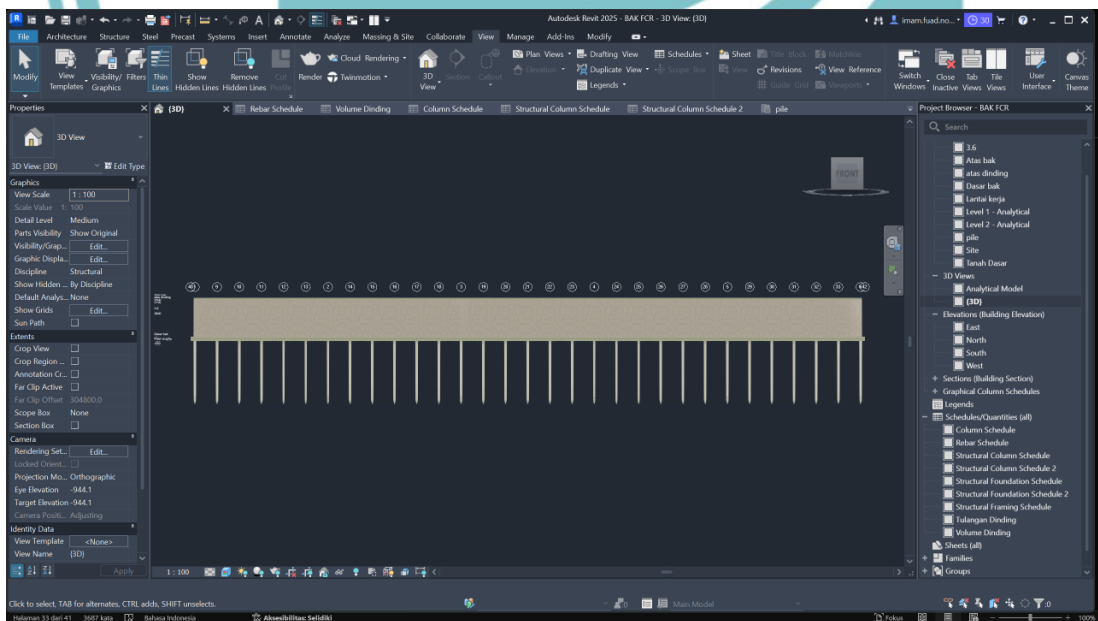 Autodesk Revit 2025 - BAK FCR - 3D View: {3D}
imam.fuad.no... 30
File Architecture Structure Steel Precast Systems Insert Annotate Analyze Massing & Site Collaborate View Manage Add-Ins Modify
Modify
View Templates
Visibility/ Graphics
Filters
Thin Lines
Show Hidden Lines
Remove Hidden Lines
Cut Profile
Render
Cloud Rendering
Twinmotion
3D View
Section
Callout
Plan Views
Elevation
Drafting View
Duplicate View
Legends
Schedules
Scope Box
Sheet
View
Title Block
Revisions
Guide Grid
Matchline
View Reference
Viewports
Switch Windows
Close Inactive
Tab Views
Tile Views
User Interface
Canvas Theme
Properties
{3D} Rebar Schedule Volume Dinding Column Schedule Structural Column Schedule Structural Column Schedule 2 pile
3D View
3D View: {3D} Edit Type
Graphics
View Scale 1 : 100
Scale Value 1: 100
Detail Level Medium
Parts Visibility Show Original
Visibility/Grap... Edit...
Graphic Displa... Edit...
Discipline Structural
Show Hidden ... By Discipline
Default Analys... None
Show Grids Edit...
Sun Path
Extents
Crop View
Crop Region ...
Annotation Cr...
Far Clip Active
Far Clip Offset 304800.0
Scope Box None
Section Box
Camera
Rendering Set... Edit...
Locked Orient...
Projection Mo... Orthographic
Eye Elevation -944.1
Target Elevation -944.1
Camera Positi... Adjusting
Identity Data
View Template <None>
View Name {3D}
Apply
FRONT
Project Browser - BAK FCR
Search
3.6
Atas bak
atas dinding
Dasar bak
Lantai kerja
Level 1 - Analytical
Level 2 - Analytical
pile
Site
Tanah Dasar
3D Views
Analytical Model
{3D}
Elevations (Building Elevation)
East
North
South
West
Sections (Building Section)
Graphical Column Schedules
Legends
Schedules/Quantities (all)
Column Schedule
Rebar Schedule
Structural Column Schedule
Structural Column Schedule 2
Structural Foundation Schedule
Structural Foundation Schedule 2
Structural Framing Schedule
Tulangan Dinding
Volume Dinding
Sheets (all)
Families
Groups
1 : 100
Click to select, TAB for alternates, CTRL adds, SHIFT unselects.
Main Model
:0
Halaman 33 dari 41 3687 kata Bahasa Indonesia Aksesibilitas: Selidiki Fokus 100%